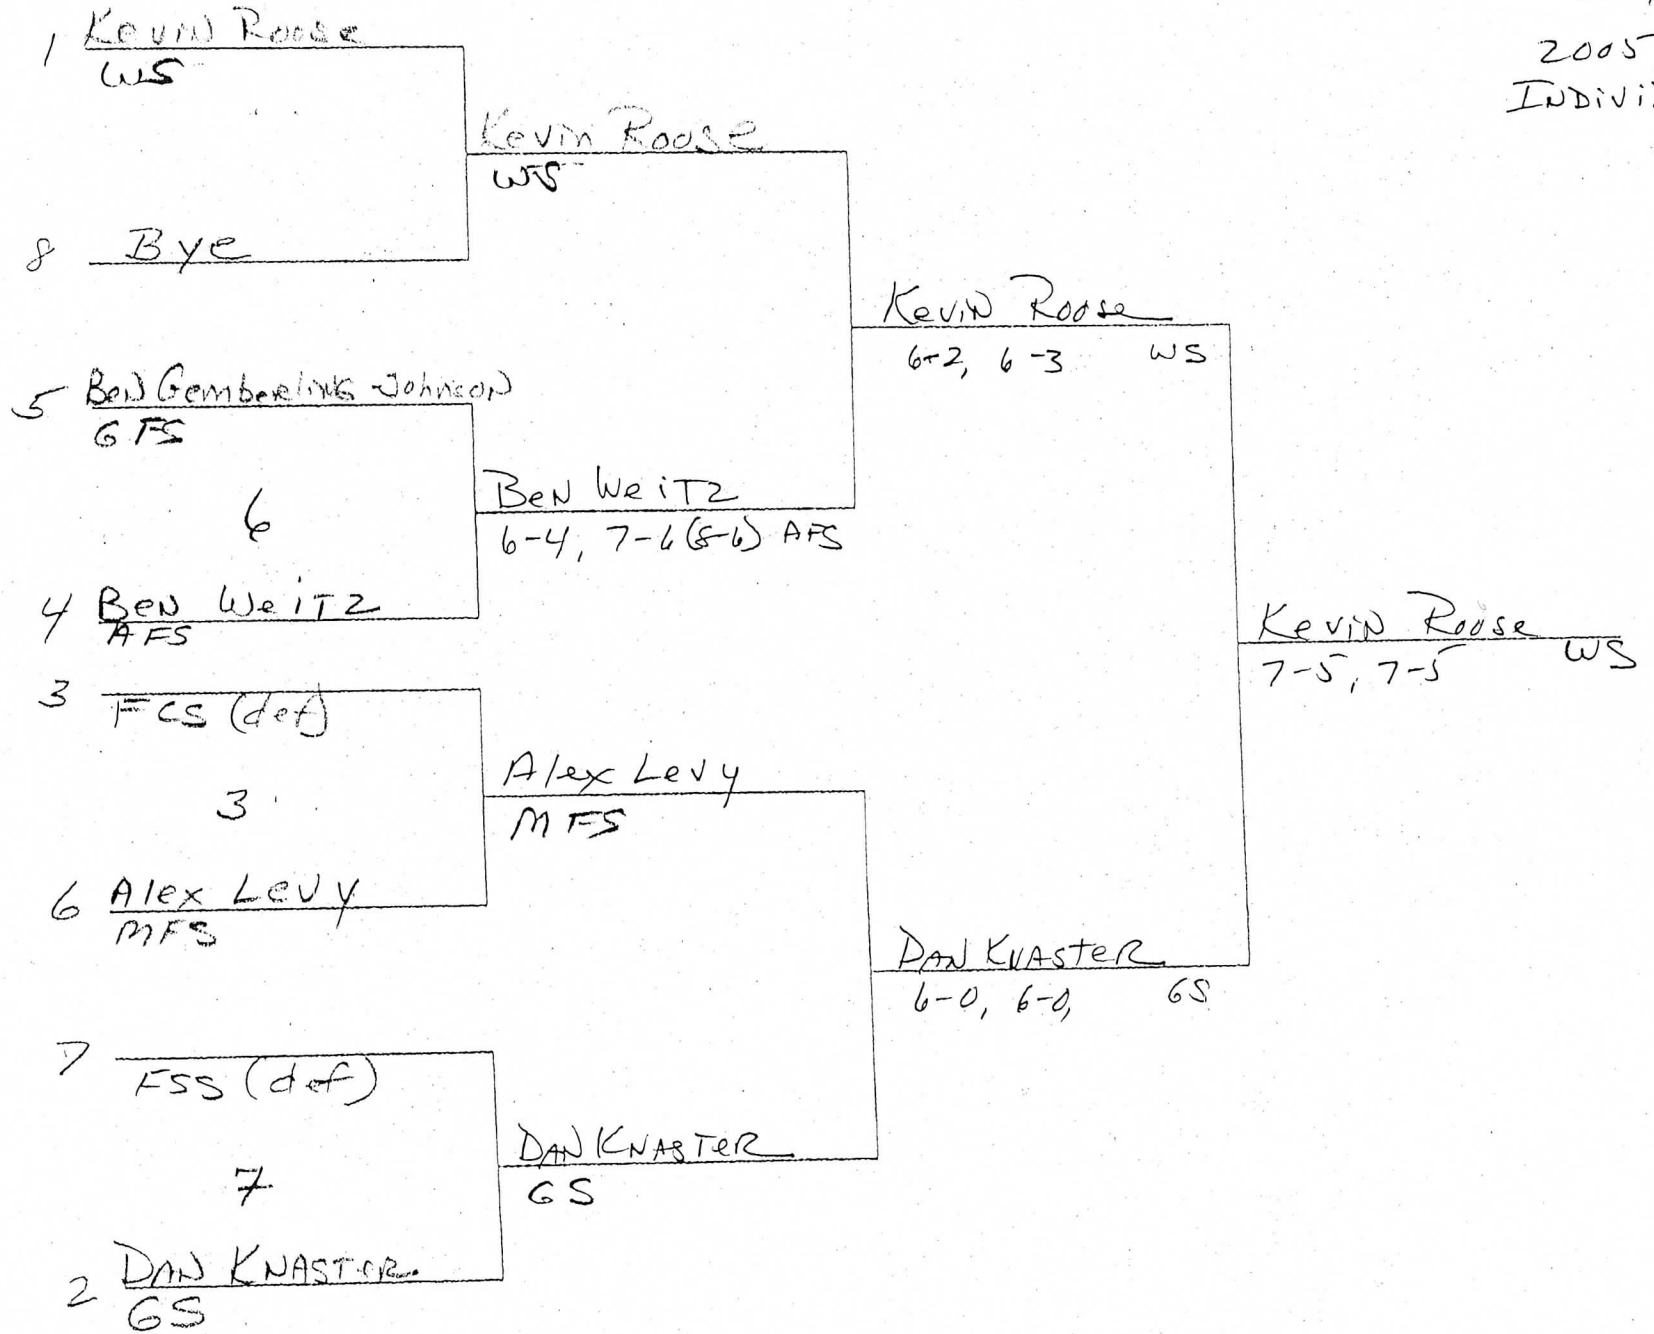 2005
INDIVI
1 Kevin Roose
WS
Kevin Roose
WS
8 Bye
Kevin Roose
6-2, 6-3 WS
5 Ben Gemberling-Johnson
GFS
6
Ben Weitz
6-4, 7-6 (8-6) AFS
4 Ben Weitz
AFS
Kevin Roose WS
7-5, 7-5
3
FCS (def)
3
Alex Levy
MFS
6 Alex Levy
MFS
DAN KNASTER
6-0, 6-0, GS
7
FSS (def)
7
DAN KNASTER
GS
2 DAN KNASTER
GS